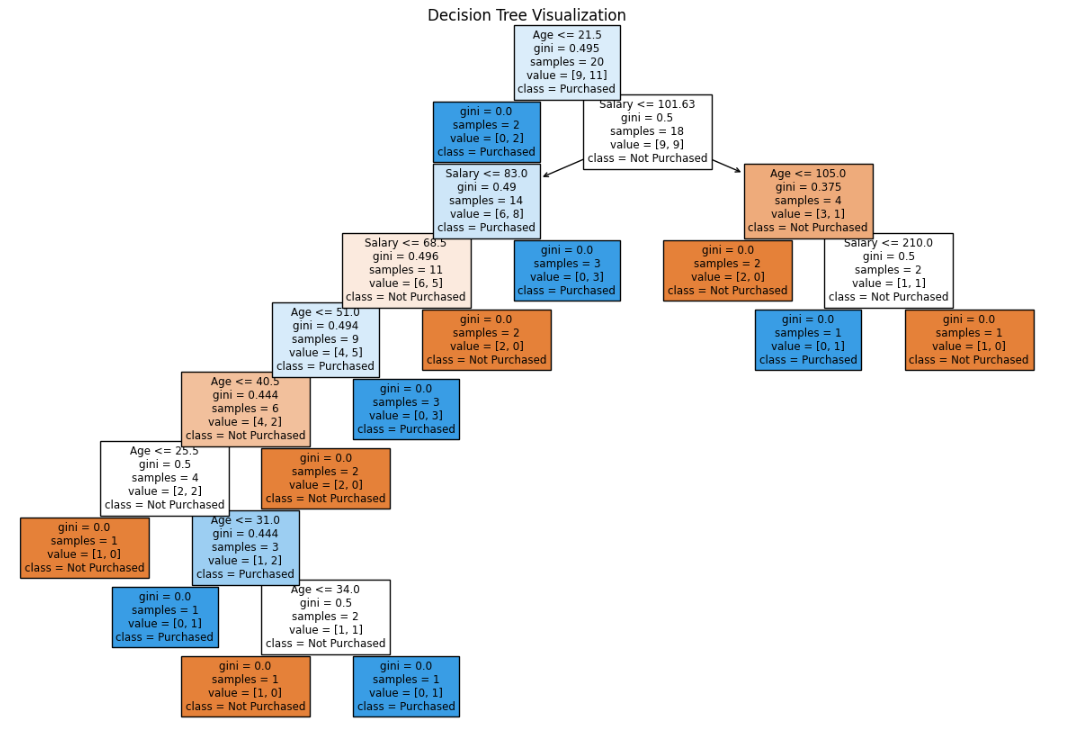 Decision Tree Visualization
Age <= 21.5
gini = 0.495
samples = 20
value = [9, 11]
class = Purchased
gini = 0.0
samples = 2
value = [0, 2]
class = Purchased
Salary <= 101.63
gini = 0.5
samples = 18
value = [9, 9]
class = Not Purchased
Salary <= 83.0
gini = 0.49
samples = 14
value = [6, 8]
class = Purchased
Age <= 105.0
gini = 0.375
samples = 4
value = [3, 1]
class = Not Purchased
Salary <= 68.5
gini = 0.496
samples = 11
value = [6, 5]
class = Not Purchased
gini = 0.0
samples = 3
value = [0, 3]
class = Purchased
gini = 0.0
samples = 2
value = [2, 0]
class = Not Purchased
Salary <= 210.0
gini = 0.5
samples = 2
value = [1, 1]
class = Not Purchased
Age <= 51.0
gini = 0.494
samples = 9
value = [4, 5]
class = Purchased
gini = 0.0
samples = 2
value = [2, 0]
class = Not Purchased
gini = 0.0
samples = 1
value = [0, 1]
class = Purchased
gini = 0.0
samples = 1
value = [1, 0]
class = Not Purchased
Age <= 40.5
gini = 0.444
samples = 6
value = [4, 2]
class = Not Purchased
gini = 0.0
samples = 3
value = [0, 3]
class = Purchased
Age <= 25.5
gini = 0.5
samples = 4
value = [2, 2]
class = Not Purchased
gini = 0.0
samples = 2
value = [2, 0]
class = Not Purchased
gini = 0.0
samples = 1
value = [1, 0]
class = Not Purchased
Age <= 31.0
gini = 0.444
samples = 3
value = [1, 2]
class = Purchased
gini = 0.0
samples = 1
value = [0, 1]
class = Purchased
Age <= 34.0
gini = 0.5
samples = 2
value = [1, 1]
class = Not Purchased
gini = 0.0
samples = 1
value = [1, 0]
class = Not Purchased
gini = 0.0
samples = 1
value = [0, 1]
class = Purchased